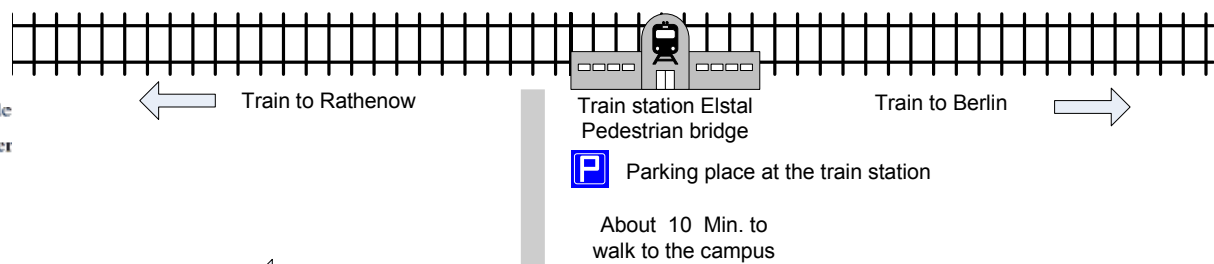 Train to Rathenow
Train station Elstal
Pedestrian bridge
Train to Berlin
P
Parking place at the train station
About 10 Min. to
walk to the campus